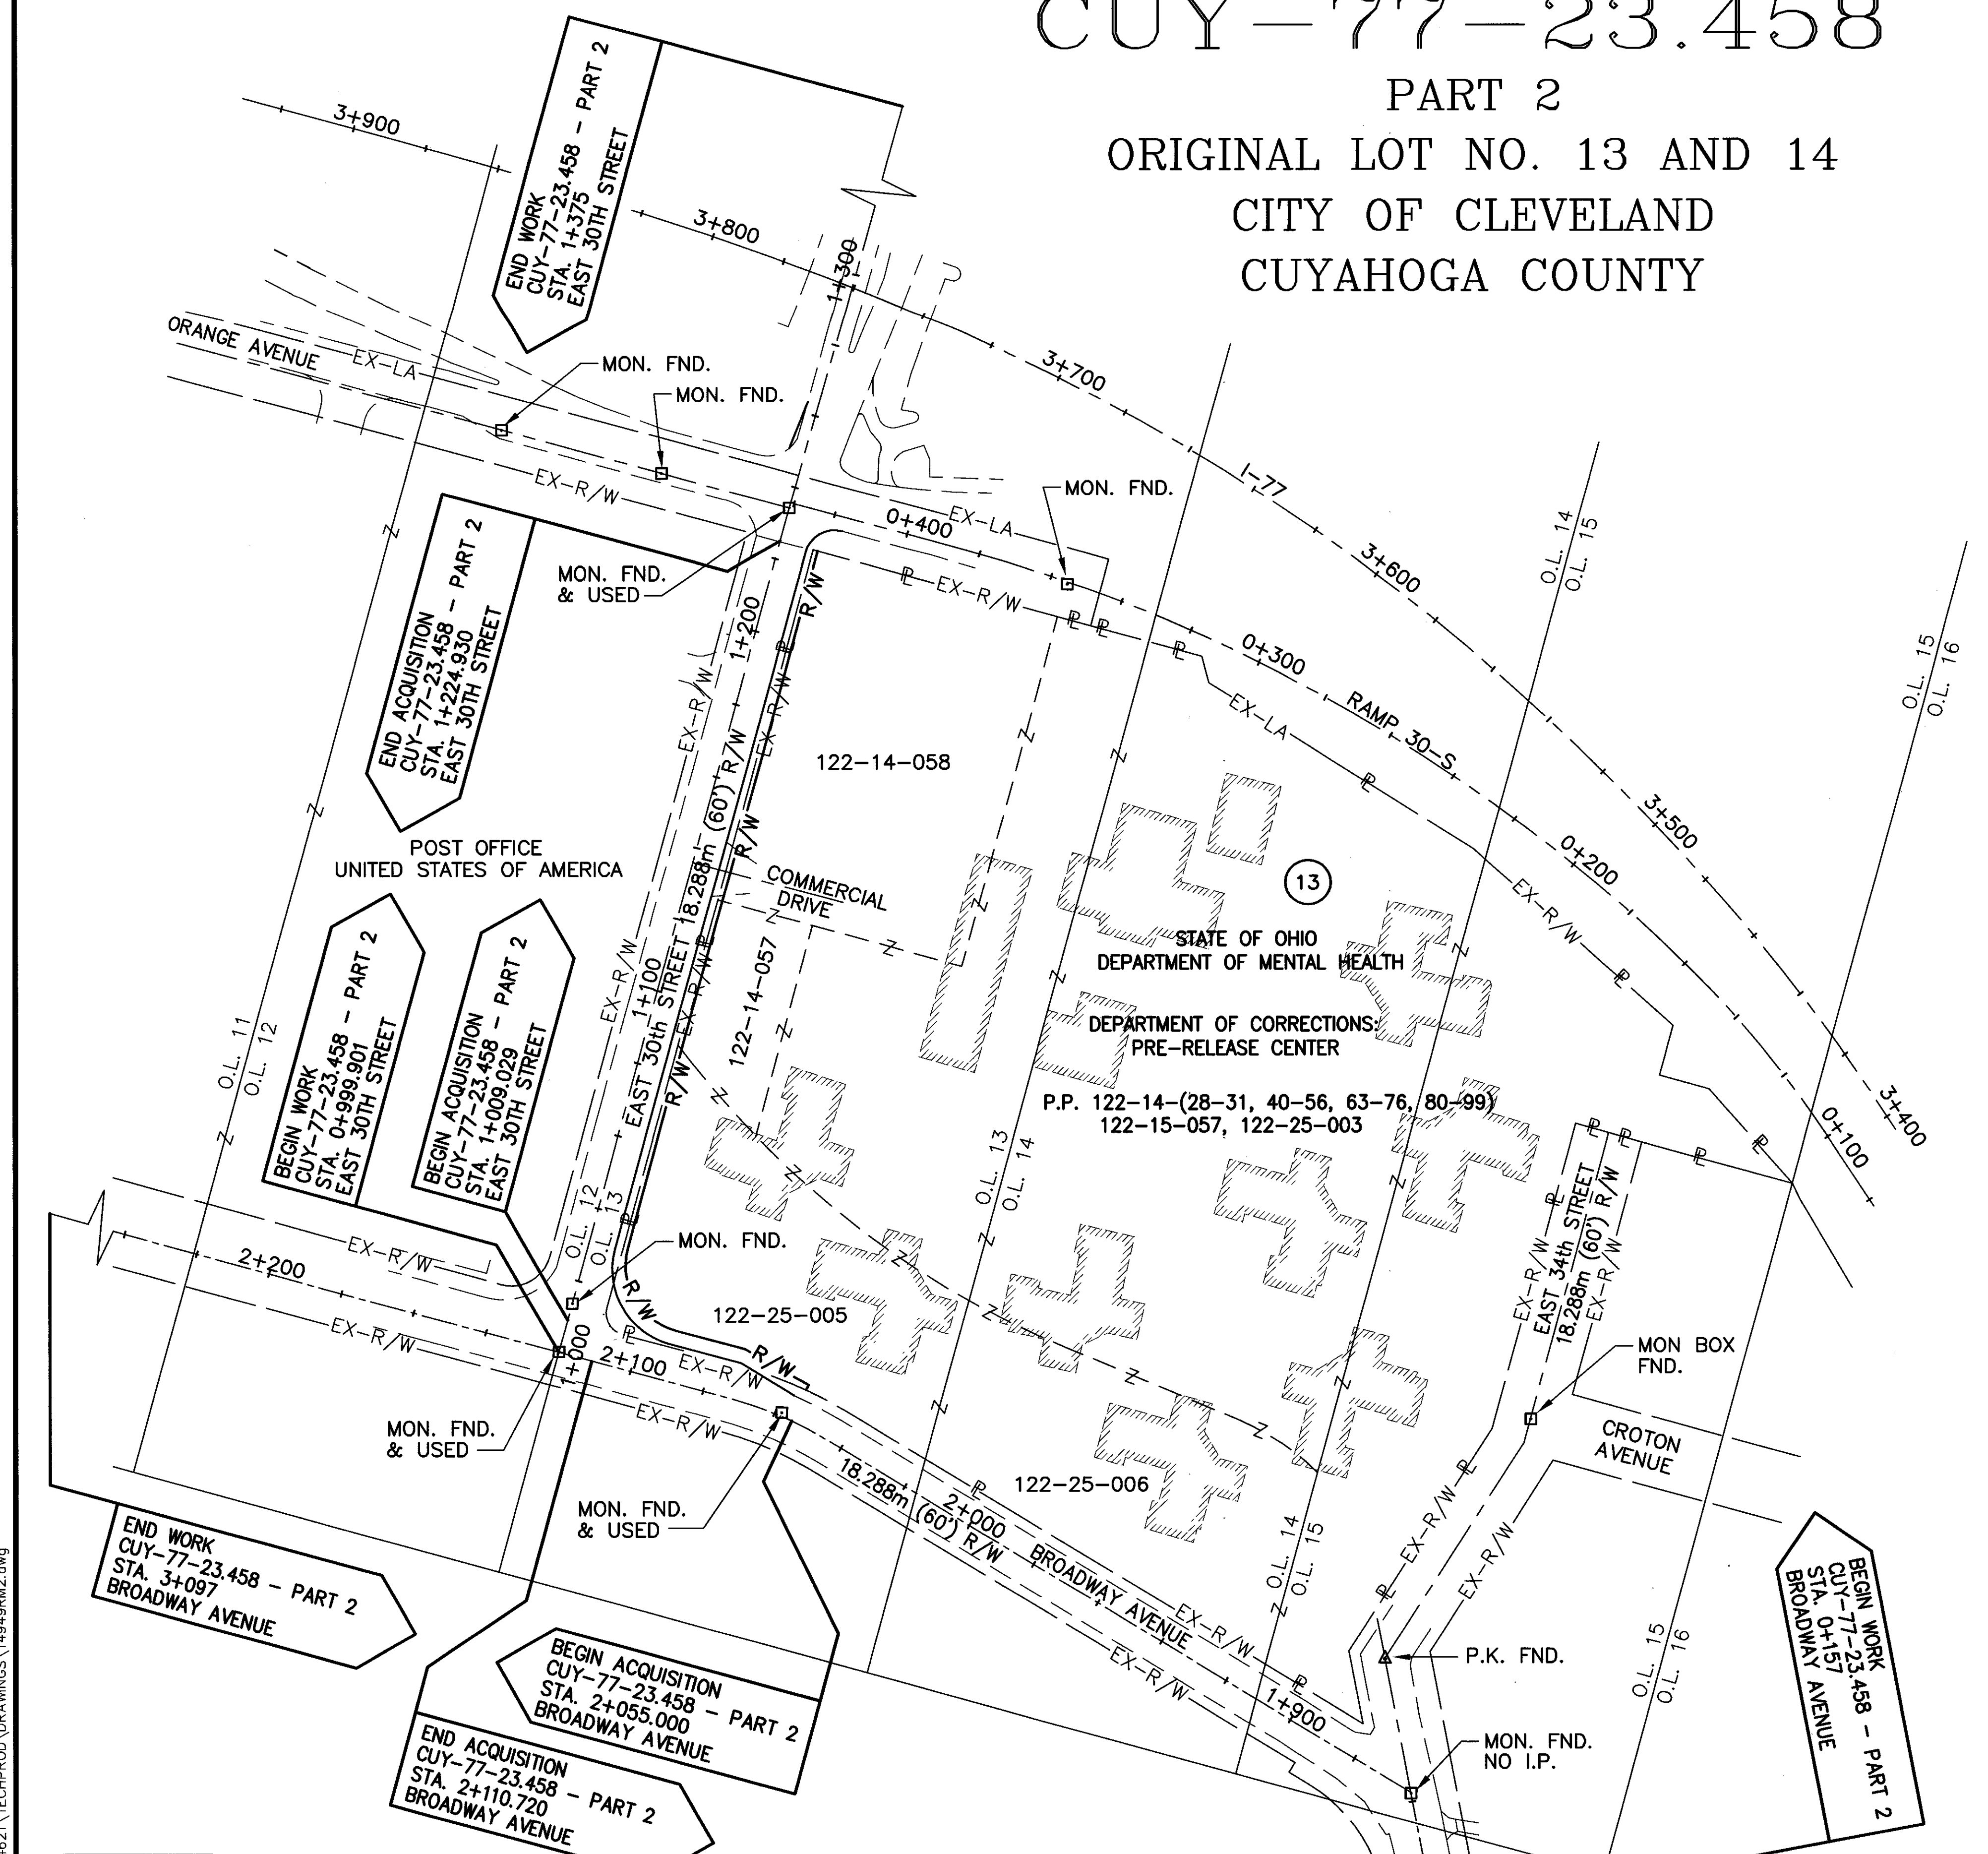 CUY-77-23.458
PART 2
ORIGINAL LOT NO. 13 AND 14
CITY OF CLEVELAND
CUYAHOGA COUNTY
3+900
END WORK
CUY-77-23.458 - PART 2
STA. 1+375
EAST 30TH STREET
3+800
1+300
ORANGE AVENUE
EX-LA
MON. FND.
MON. FND.
3+700
I-77
EX-R/W
MON. FND.
0+400
EX-LA
O.L. 14
O.L. 15
3+600
END ACQUISITION
CUY-77-23.458 - PART 2
STA. 1+224.930
EAST 30TH STREET
MON. FND.
& USED
1+200
R/W
P EX-R/W
0+300
RAMP 30-S
EX-LA
O.L. 15
O.L. 16
EX-R/W
EX-R/W
R/W
122-14-058
3+500
0+200
POST OFFICE
UNITED STATES OF AMERICA
COMMERCIAL
DRIVE
13
EX-R/W
STATE OF OHIO
DEPARTMENT OF MENTAL HEALTH
DEPARTMENT OF CORRECTIONS:
PRE-RELEASE CENTER
P.P. 122-14-(28-31, 40-56, 63-76, 80-99)
122-15-057, 122-25-003
3+400
0+100
O.L. 11
O.L. 12
BEGIN WORK
CUY-77-23.458 - PART 2
STA. 0+999.901
EAST 30TH STREET
BEGIN ACQUISITION
CUY-77-23.458 - PART 2
STA. 1+009.029
EAST 30TH STREET
EX-R/W
1+100
EAST 30th STREET 18.288m (60') R/W
EX-R/W
R/W
122-14-057
O.L. 13
O.L. 14
O.L. 12
O.L. 13
MON. FND.
EX-R/W
2+200
EX-R/W
R/W
122-25-005
1+000
2+100
EX-R/W
R/W
EX-R/W
EX-R/W
EAST 34th STREET
18.288m (60') R/W
EX-R/W
MON BOX
FND.
CROTON
AVENUE
MON. FND.
& USED
MON. FND.
& USED
18.288m (60') R/W
2+000
122-25-006
BROADWAY AVENUE
EX-R/W
EX-R/W
O.L. 14
O.L. 15
EX-R/W
EX-R/W
1+900
P.K. FND.
MON. FND.
NO I.P.
O.L. 15
O.L. 16
END WORK
CUY-77-23.458 - PART 2
STA. 3+097
BROADWAY AVENUE
BEGIN ACQUISITION
CUY-77-23.458 - PART 2
STA. 2+055.000
BROADWAY AVENUE
END ACQUISITION
CUY-77-23.458 - PART 2
STA. 2+110.720
BROADWAY AVENUE
BEGIN WORK
CUY-77-23.458 - PART 2
STA. 0+157
BROADWAY AVENUE